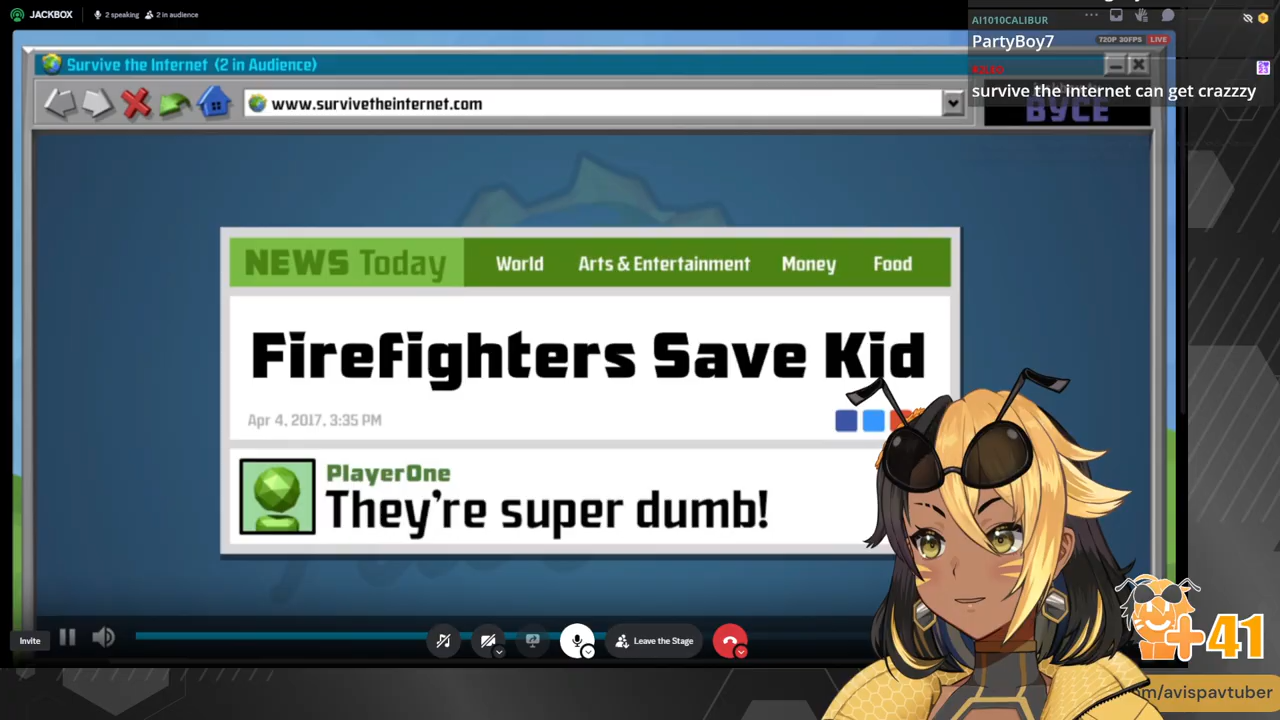 JACKBOX
2 speaking
2 in audience
AI1010CALIBUR
PartyBoy7
720P 30FPS
LIVE
survive the internet can get crazzzy
Survive the Internet (2 in Audience)
www.survivetheinternet.com
NEWS Today
World
Arts & Entertainment
Money
Food
Firefighters Save Kid
Apr 4, 2017, 3:35 PM
PlayerOne
They're super dumb!
Invite
Leave the Stage
+41
om/avispavtuber